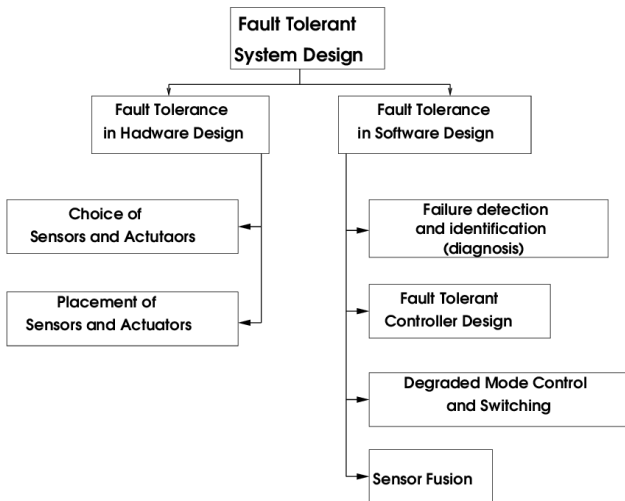 Fault Tolerant
System Design
Fault Tolerance
in Hadware Design
Fault Tolerance
in Software Design
Choice of
Sensors and Actutaors
Placement of
Sensors and Actuators
Failure detection
and identification
(diagnosis)
Fault Tolerant
Controller Design
Degraded Mode Control
and Switching
Sensor Fusion